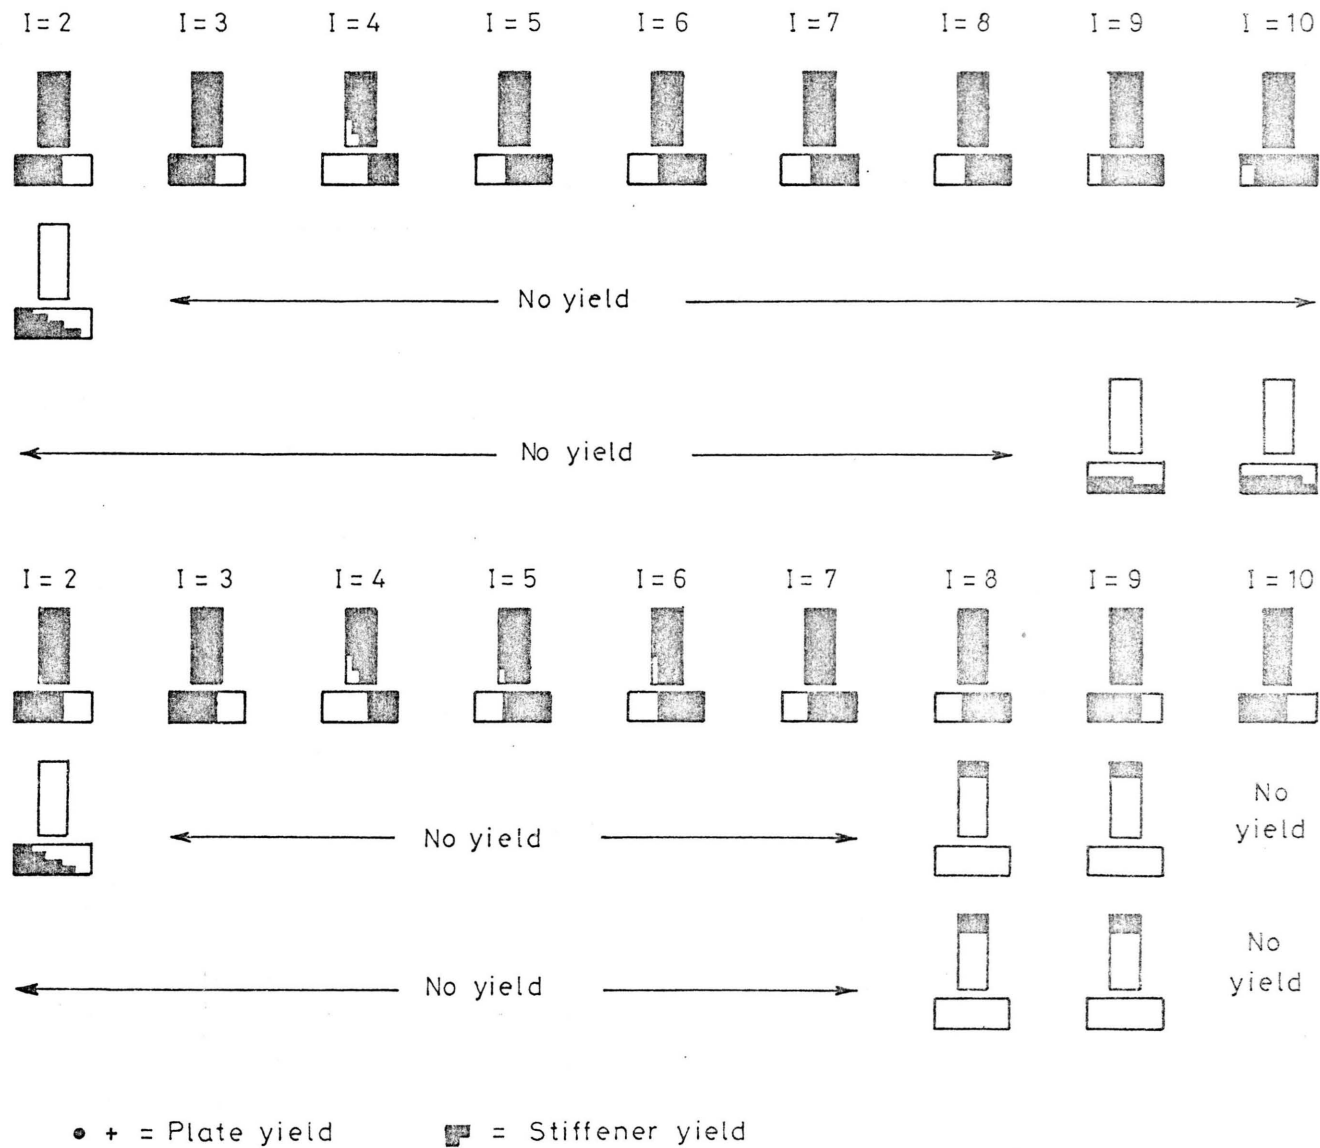 I = 2 I = 3 I = 4 I = 5 I = 6 I = 7 I = 8 I = 9 I = 10
No yield
No yield
I = 2 I = 3 I = 4 I = 5 I = 6 I = 7 I = 8 I = 9 I = 10
No yield
No
yield
No yield
No
yield
• + = Plate yield = Stiffener yield